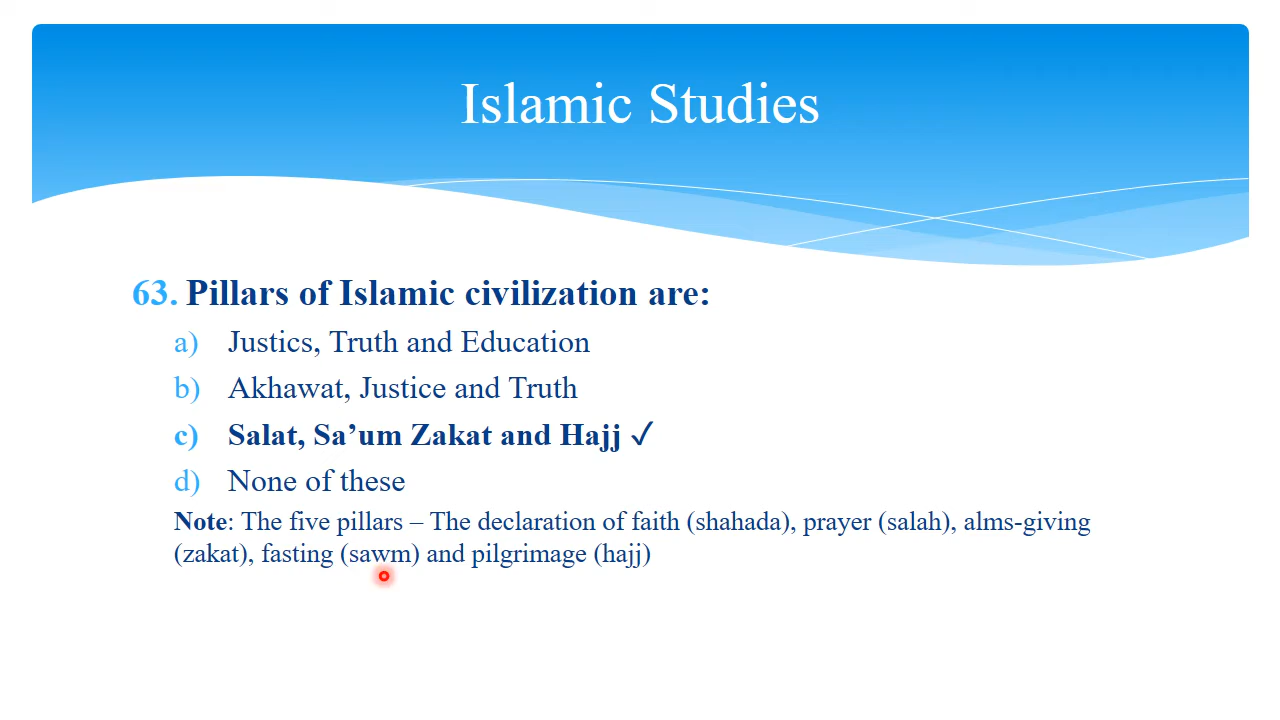 Islamic Studies
63. Pillars of Islamic civilization are:
a) Justics, Truth and Education
b) Akhawat, Justice and Truth
c) Salat, Sa’um Zakat and Hajj ✓
d) None of these
Note: The five pillars – The declaration of faith (shahada), prayer (salah), alms-giving
(zakat), fasting (sawm) and pilgrimage (hajj)